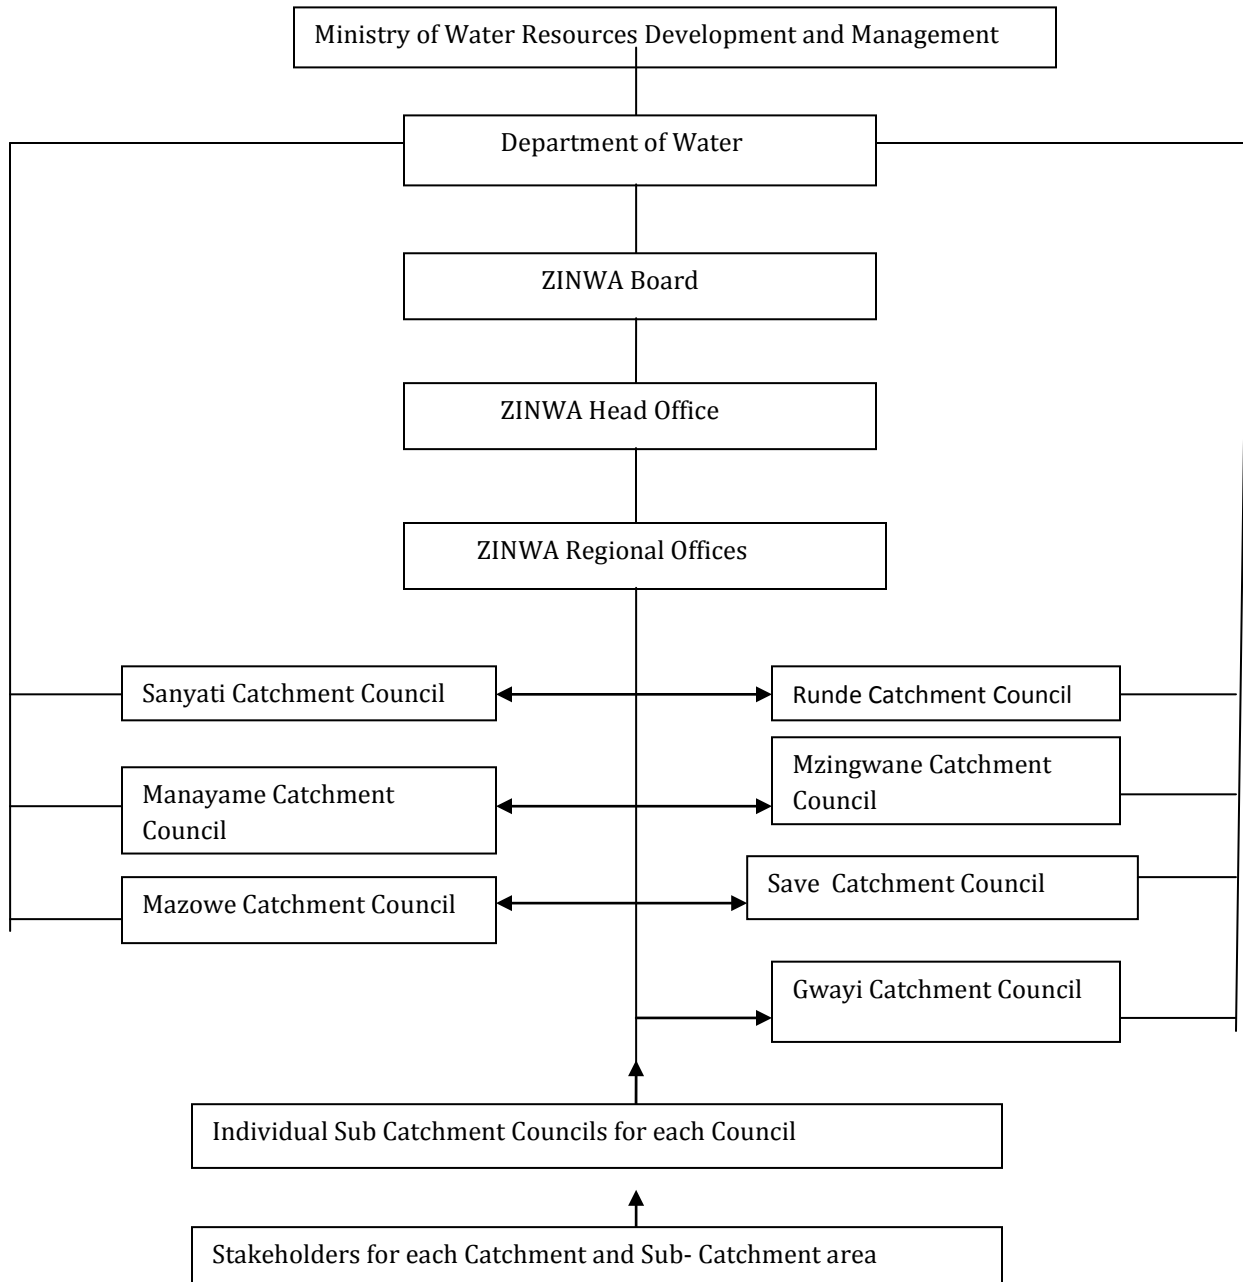 Ministry of Water Resources Development and Management
Department of Water
ZINWA Board
ZINWA Head Office
ZINWA Regional Offices
Sanyati Catchment Council
Runde Catchment Council
Manayame Catchment
Council
Mzingwane Catchment
Council
Mazowe Catchment Council
Save  Catchment Council
Gwayi Catchment Council
Individual Sub Catchment Councils for each Council
Stakeholders for each Catchment and Sub- Catchment area